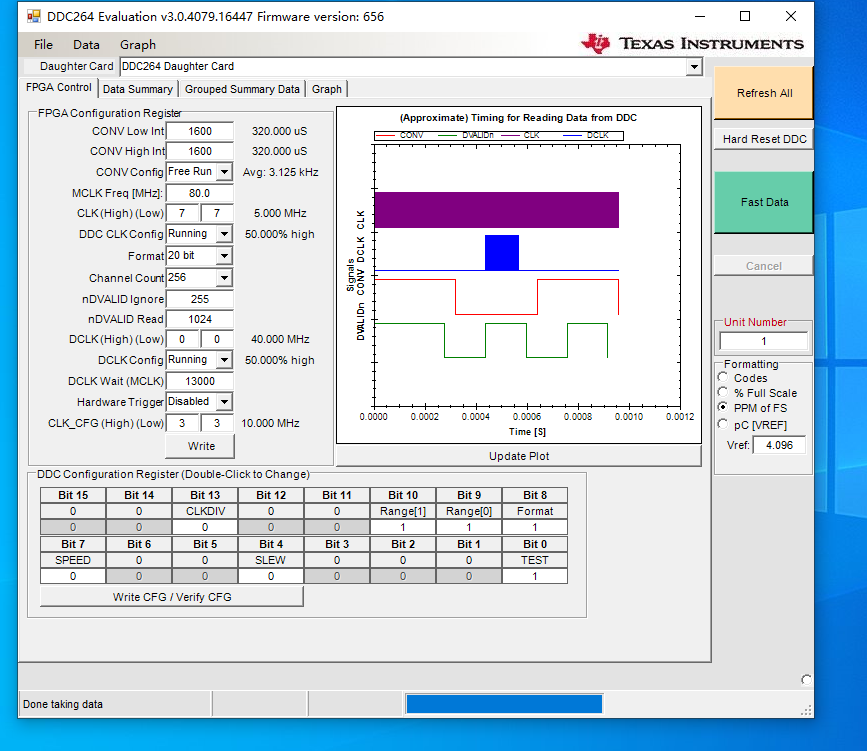 DDC264 Evaluation v3.0.4079.16447 Firmware version: 656
File Data Graph
TEXAS INSTRUMENTS
Daughter Card DDC264 Daughter Card
FPGA Control Data Summary Grouped Summary Data Graph
FPGA Configuration Register
CONV Low Int 1600 320.000 uS
CONV High Int 1600 320.000 uS
CONV Config Free Run Avg: 3.125 kHz
MCLK Freq [MHz]: 80.0
CLK (High) (Low) 7 7 5.000 MHz
DDC CLK Config Running 50.000% high
Format 20 bit
Channel Count 256
nDVALID Ignore 255
nDVALID Read 1024
DCLK (High) (Low) 0 0 40.000 MHz
DCLK Config Running 50.000% high
DCLK Wait (MCLK) 13000
Hardware Trigger Disabled
CLK_CFG (High) (Low) 3 3 10.000 MHz
Write
(Approximate) Timing for Reading Data from DDC
CONV DVALIDn CLK DCLK
Signals
DVALIDn CONV DCLK CLK
0.0000 0.0002 0.0004 0.0006 0.0008 0.0010 0.0012
Time [S]
Update Plot
Refresh All
Hard Reset DDC
Fast Data
Cancel
Unit Number
1
Formatting
Codes
% Full Scale
PPM of FS
pC [VREF]
Vref: 4.096
DDC Configuration Register (Double-Click to Change)
Bit 15 Bit 14 Bit 13 Bit 12 Bit 11 Bit 10 Bit 9 Bit 8
0 0 CLKDIV 0 0 Range[1] Range[0] Format
0 0 0 0 0 1 1 1
Bit 7 Bit 6 Bit 5 Bit 4 Bit 3 Bit 2 Bit 1 Bit 0
SPEED 0 0 SLEW 0 0 0 TEST
0 0 0 0 0 0 0 1
Write CFG / Verify CFG
Done taking data